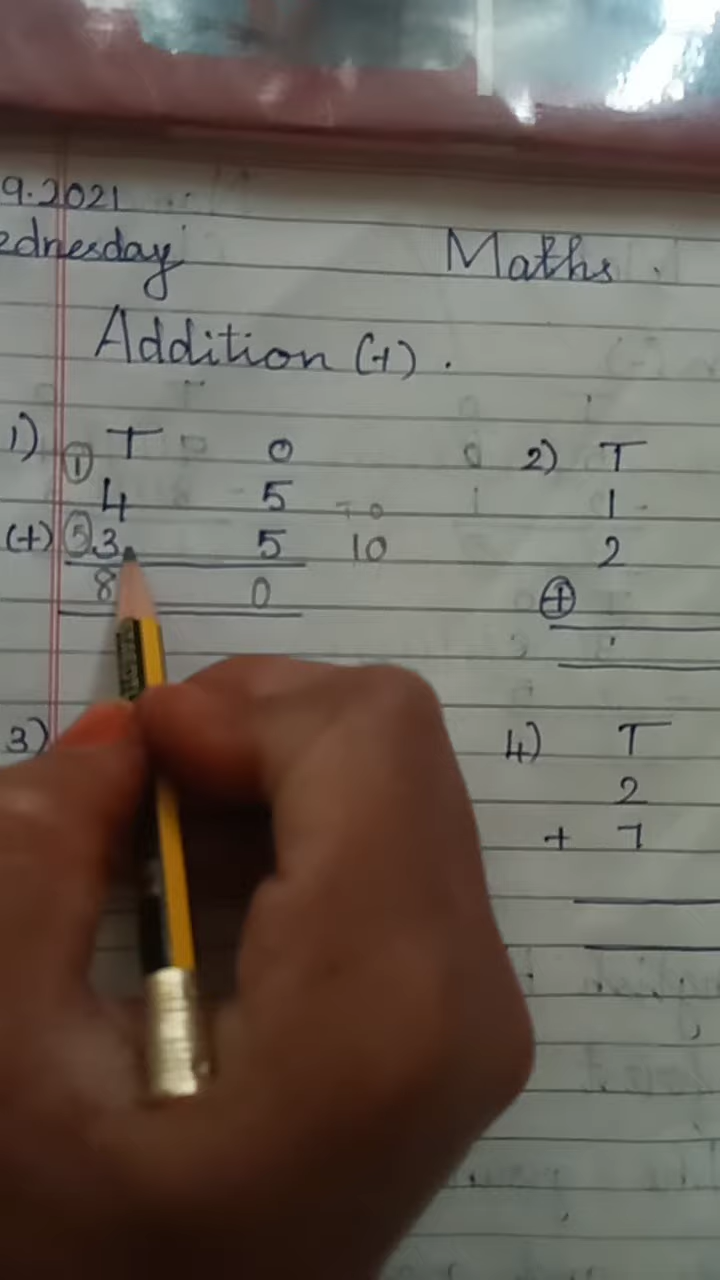 9.2021
ednesday Maths.
Addition (+).
1) T O
① 4 5 T O
(+) ⑤ 3 5 10
8 0
2) T
1
2
⊕
3)
4) T
2
+ 7